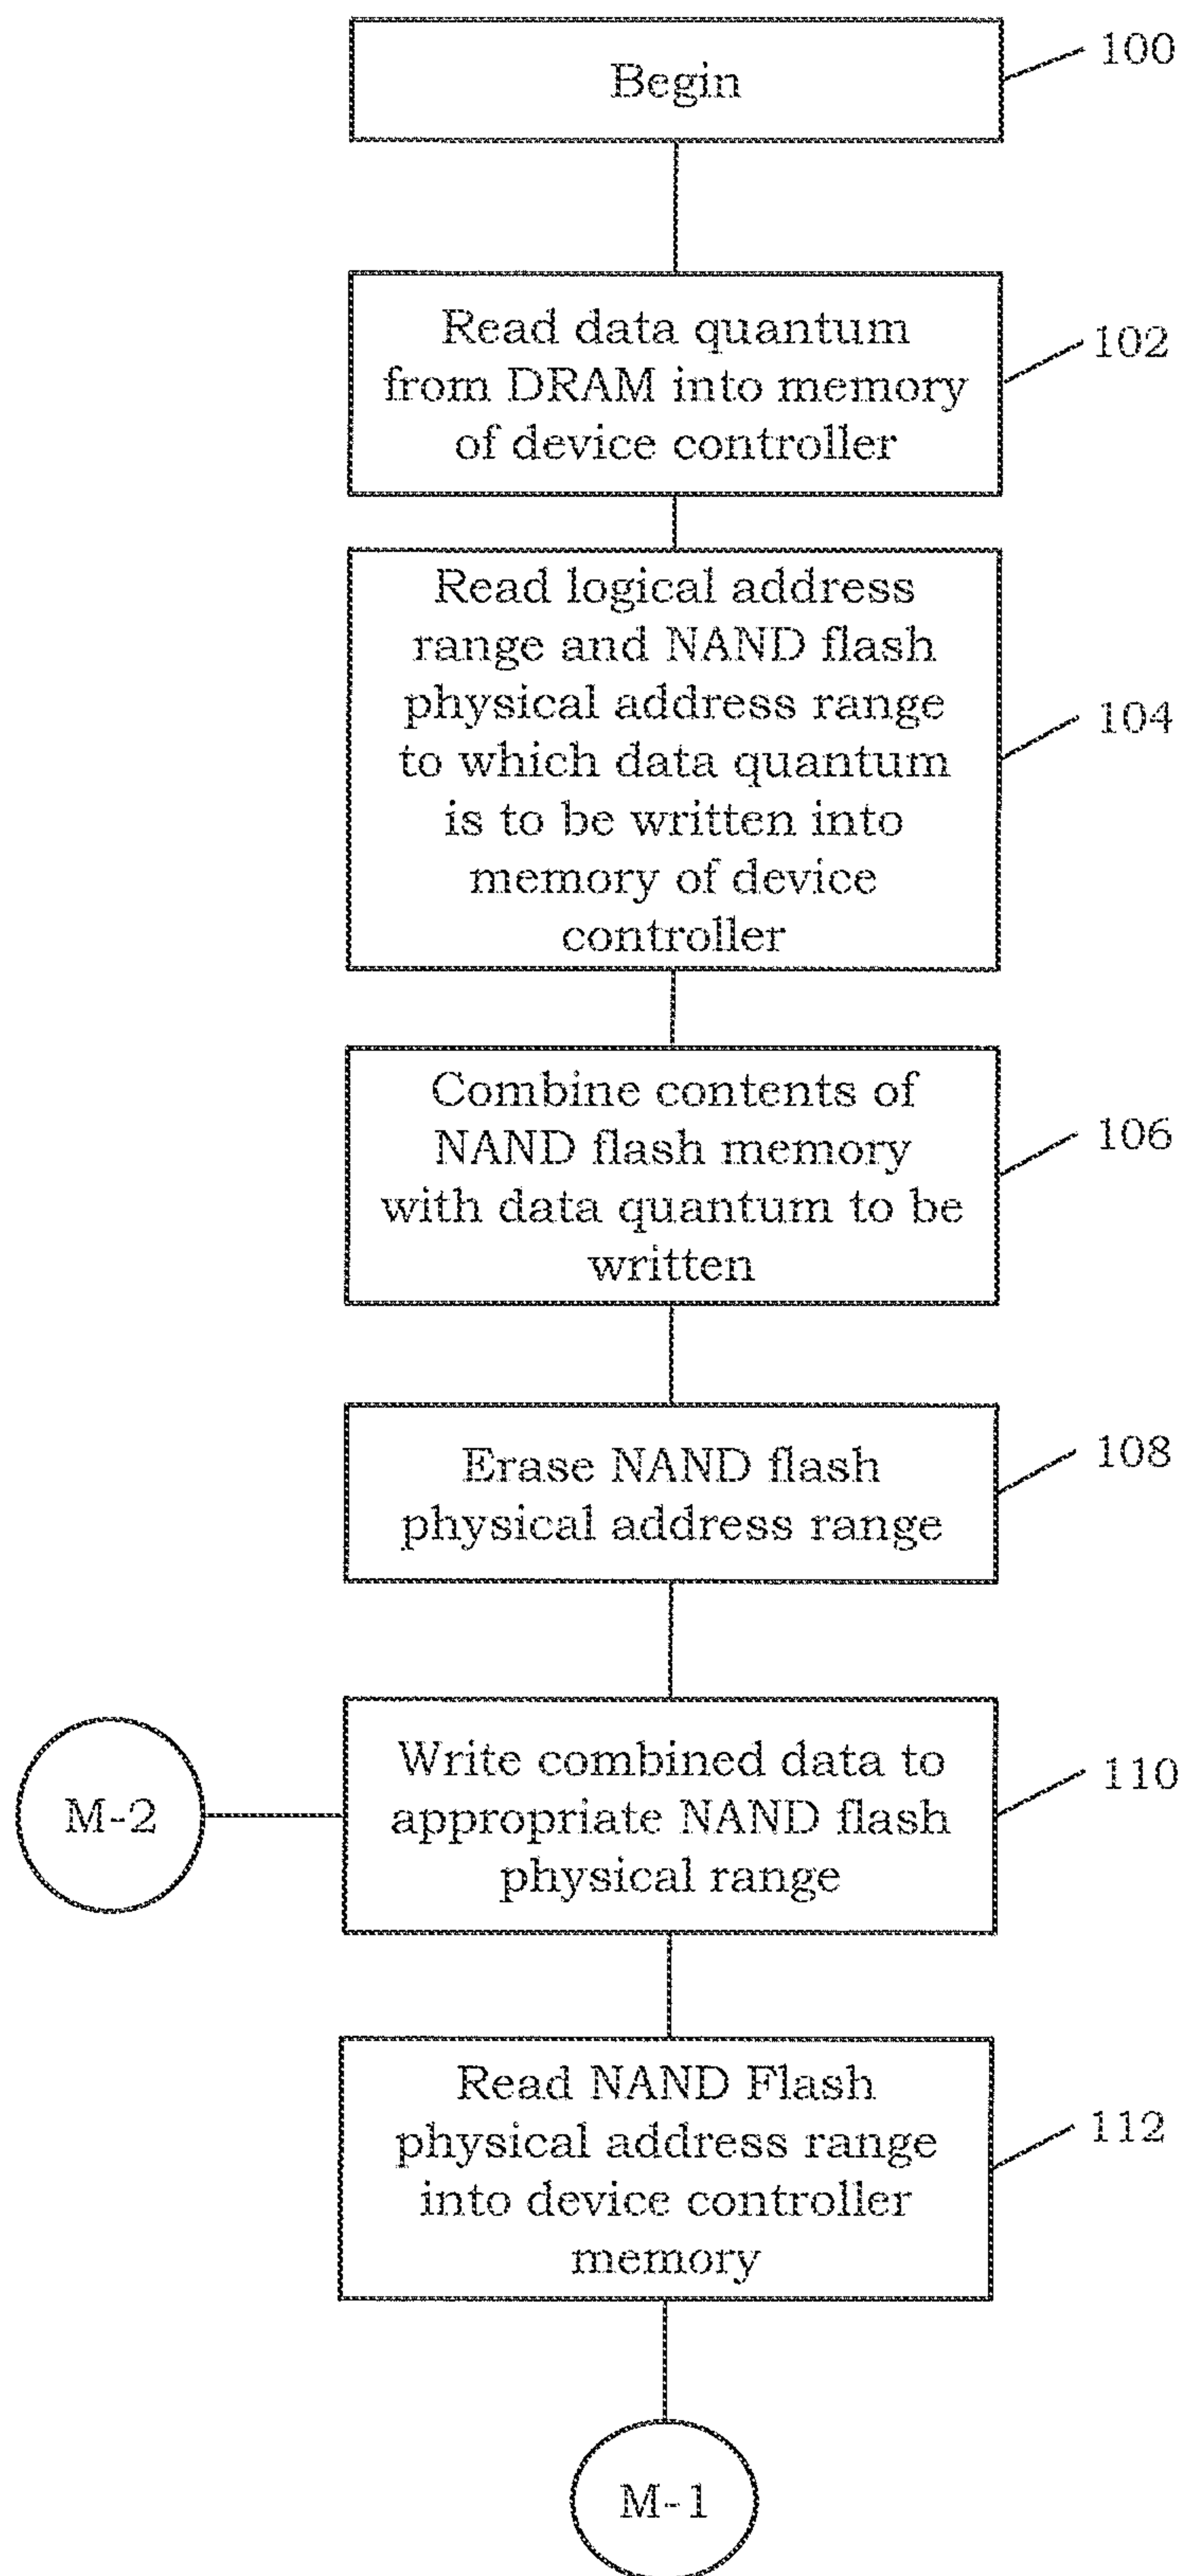 Begin
100
Read data quantum
from DRAM into memory
of device controller
102
Read logical address
range and NAND flash
physical address range
to which data quantum
is to be written into
memory of device
controller
104
Combine contents of
NAND flash memory
with data quantum to be
written
106
Erase NAND flash
physical address range
108
M-2
Write combined data to
appropriate NAND flash
physical range
110
Read NAND Flash
physical address range
into device controller
memory
112
M-1